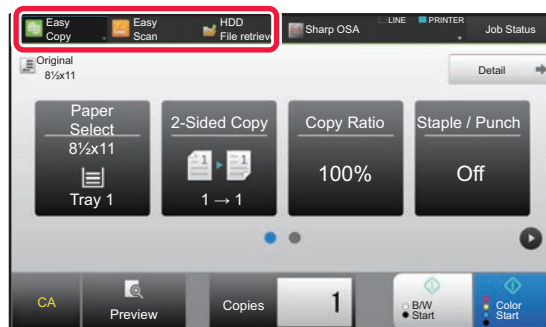 Easy
Copy
Easy
Scan
HDD
File retrieve
Sharp OSA
LINE
PRINTER
Job Status
Original
8½x11
Detail
Paper
Select
8½x11
Tray 1
2-Sided Copy
1 → 1
Copy Ratio
100%
Staple / Punch
Off
CA
Preview
Copies
1
B/W
Start
Color
Start